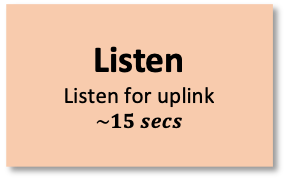 Listen
Listen for uplink
~15 secs